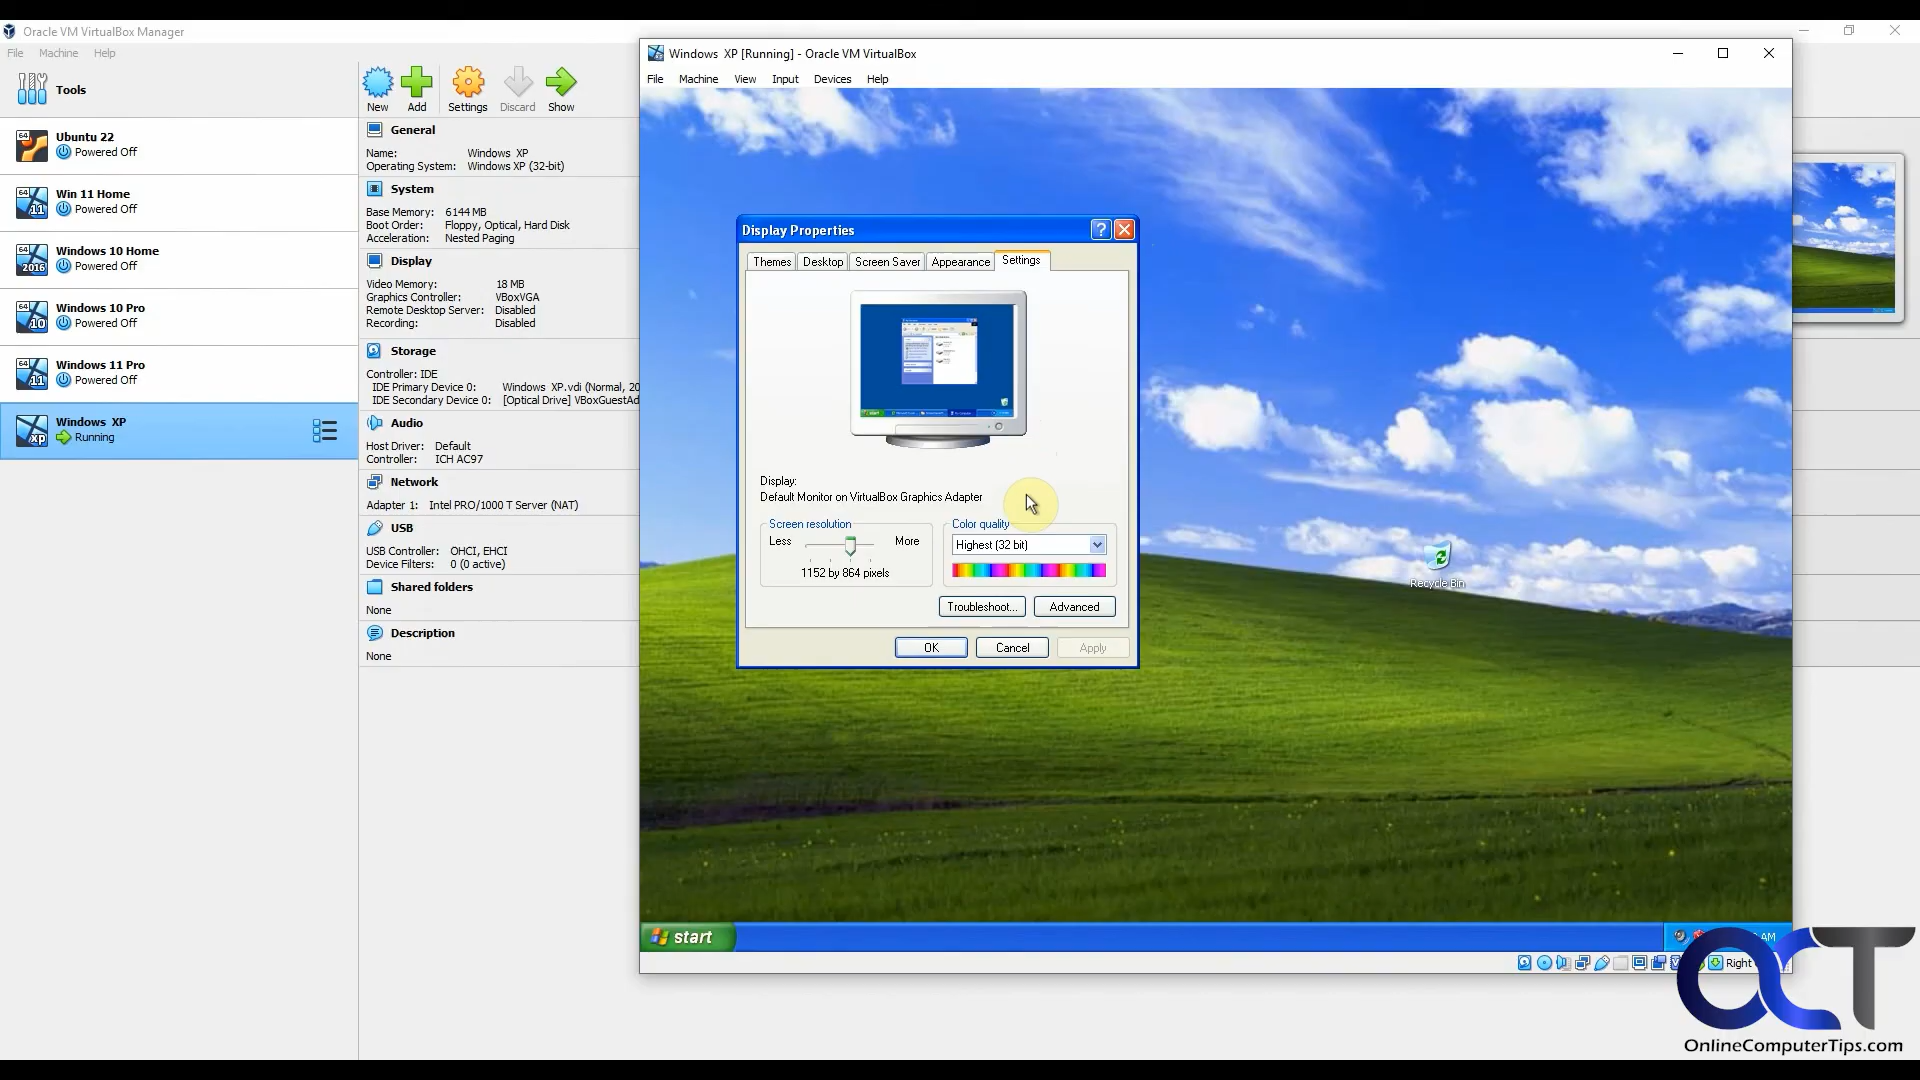 Oracle VM VirtualBox Manager
File Machine Help
Tools
New Add Settings Discard Show
Ubuntu 22
Powered Off
Win 11 Home
Powered Off
Windows 10 Home
Powered Off
Windows 10 Pro
Powered Off
Windows 11 Pro
Powered Off
Windows XP
Running
General
Name: Windows XP
Operating System: Windows XP (32-bit)
System
Base Memory: 6144 MB
Boot Order: Floppy, Optical, Hard Disk
Acceleration: Nested Paging
Display
Video Memory: 18 MB
Graphics Controller: VBoxVGA
Remote Desktop Server: Disabled
Recording: Disabled
Storage
Controller: IDE
IDE Primary Device 0: Windows XP.vdi (Normal, 20
IDE Secondary Device 0: [Optical Drive] VBoxGuestAd
Audio
Host Driver: Default
Controller: ICH AC97
Network
Adapter 1: Intel PRO/1000 T Server (NAT)
USB
USB Controller: OHCI, EHCI
Device Filters: 0 (0 active)
Shared folders
None
Description
None
Windows XP [Running] - Oracle VM VirtualBox
File Machine View Input Devices Help
Display Properties
Themes Desktop Screen Saver Appearance Settings
Display:
Default Monitor on VirtualBox Graphics Adapter
Screen resolution
Less More
1152 by 864 pixels
Color quality
Highest (32 bit)
Troubleshoot... Advanced
OK Cancel Apply
Recycle Bin
start
AM
Right
OCT
OnlineComputerTips.com